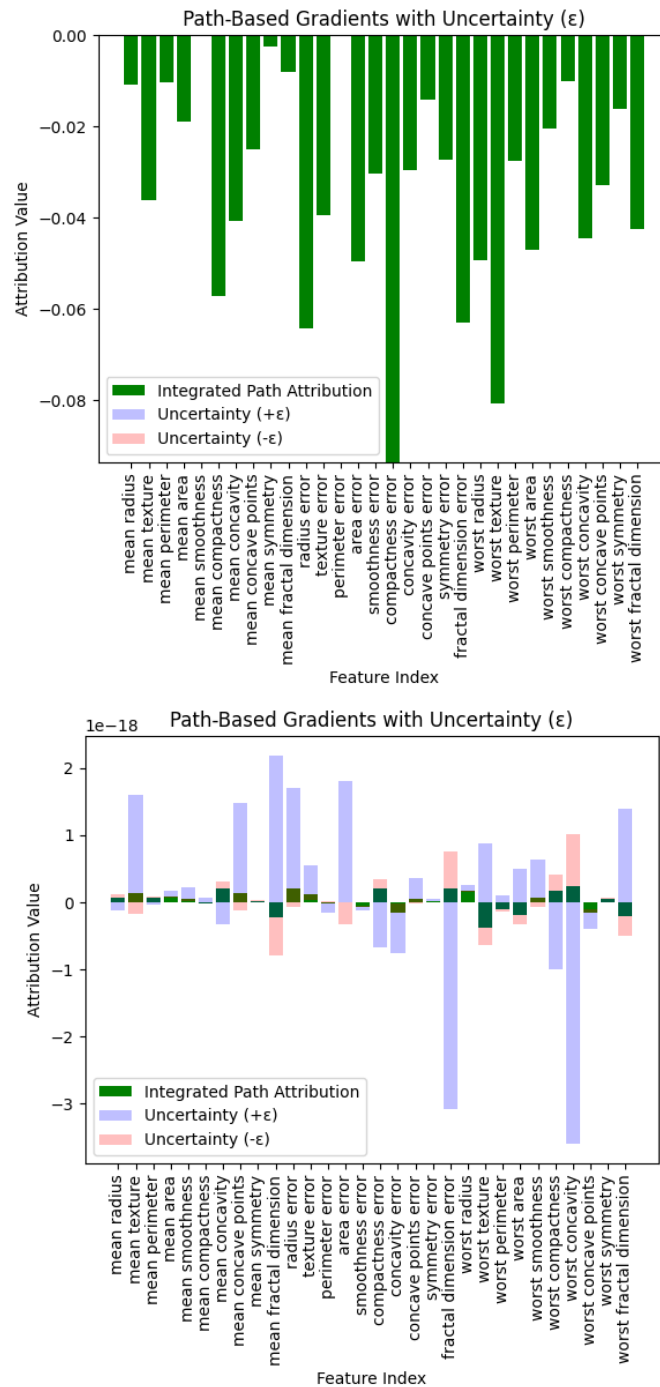 Path-Based Gradients with Uncertainty (ε)
0.00
−0.02
−0.04
−0.06
−0.08
Attribution Value
Integrated Path Attribution
Uncertainty (+ε)
Uncertainty (-ε)
mean radius
mean texture
mean perimeter
mean area
mean smoothness
mean compactness
mean concavity
mean concave points
mean symmetry
mean fractal dimension
radius error
texture error
perimeter error
area error
smoothness error
compactness error
concavity error
concave points error
symmetry error
fractal dimension error
worst radius
worst texture
worst perimeter
worst area
worst smoothness
worst compactness
worst concavity
worst concave points
worst symmetry
worst fractal dimension
Feature Index
1e−18
Path-Based Gradients with Uncertainty (ε)
2
1
0
−1
−2
−3
Attribution Value
Integrated Path Attribution
Uncertainty (+ε)
Uncertainty (-ε)
mean radius
mean texture
mean perimeter
mean area
mean smoothness
mean compactness
mean concavity
mean concave points
mean symmetry
mean fractal dimension
radius error
texture error
perimeter error
area error
smoothness error
compactness error
concavity error
concave points error
symmetry error
fractal dimension error
worst radius
worst texture
worst perimeter
worst area
worst smoothness
worst compactness
worst concavity
worst concave points
worst symmetry
worst fractal dimension
Feature Index